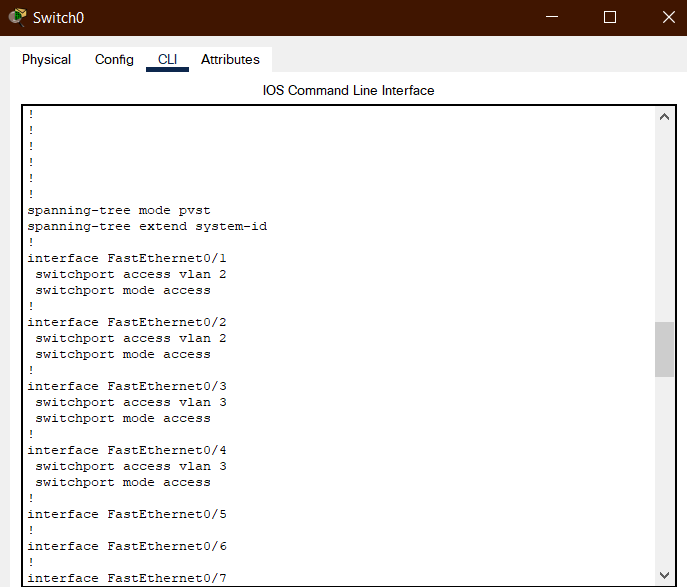 Switch0
Physical Config CLI Attributes
IOS Command Line Interface
!
!
!
!
!
!
spanning-tree mode pvst
spanning-tree extend system-id
!
interface FastEthernet0/1
 switchport access vlan 2
 switchport mode access
!
interface FastEthernet0/2
 switchport access vlan 2
 switchport mode access
!
interface FastEthernet0/3
 switchport access vlan 3
 switchport mode access
!
interface FastEthernet0/4
 switchport access vlan 3
 switchport mode access
!
interface FastEthernet0/5
!
interface FastEthernet0/6
!
interface FastEthernet0/7